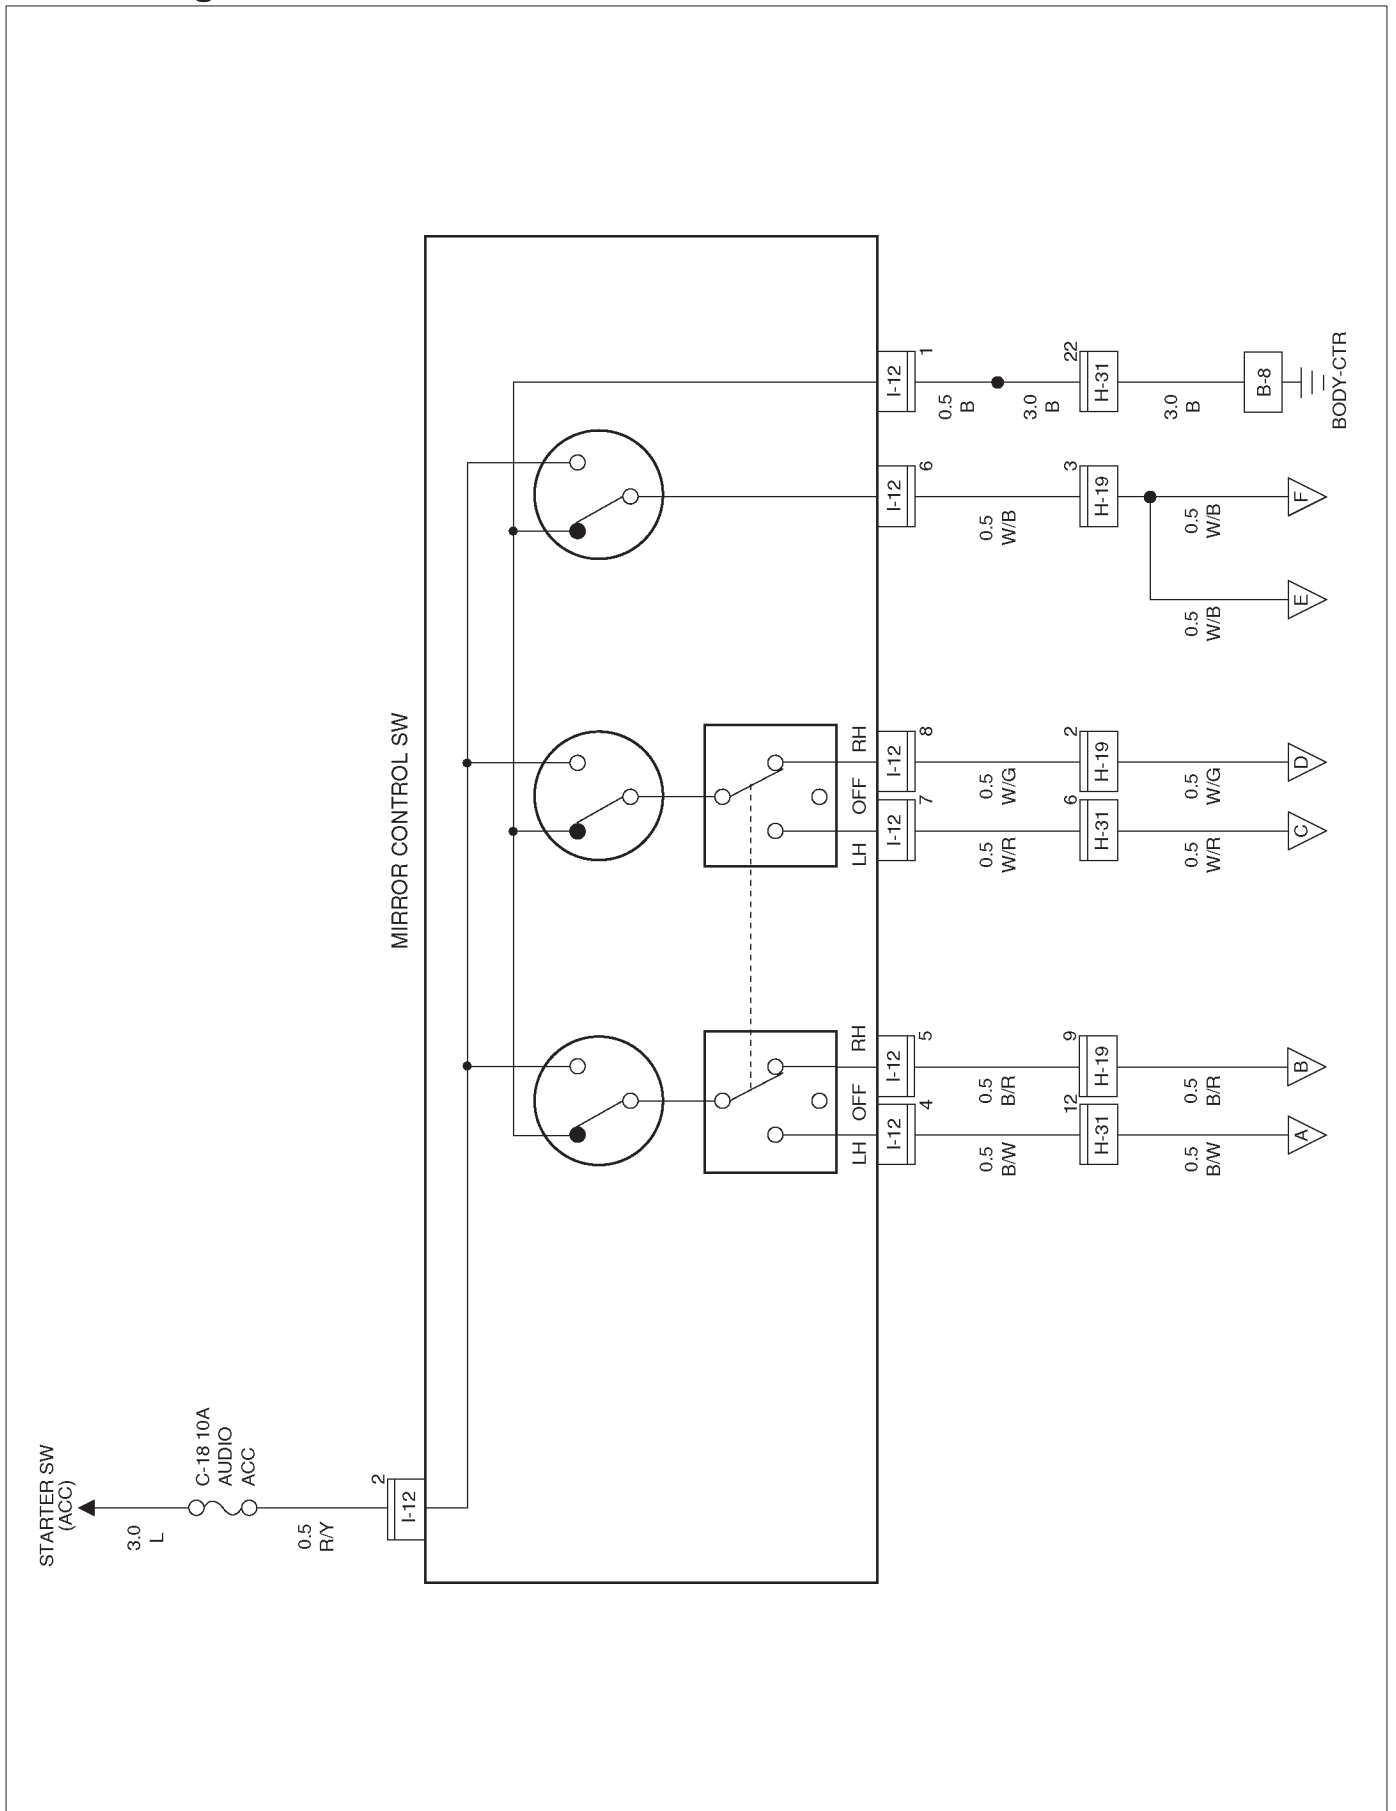 STARTER SW
(ACC)
3.0
L
C-18 10A
AUDIO
ACC
0.5
R/Y
2
I-12
MIRROR CONTROL SW
LH
OFF
RH
LH
OFF
RH
I-12
4
I-12
5
I-12
7
I-12
8
I-12
6
I-12
1
0.5
B/W
0.5
B/R
0.5
W/R
0.5
W/G
0.5
W/B
0.5
B
3.0
B
12
H-31
9
H-19
6
H-31
2
H-19
3
H-19
22
H-31
0.5
B/W
0.5
B/R
0.5
W/R
0.5
W/G
0.5
W/B
0.5
W/B
3.0
B
B-8
A
B
C
D
E
F
BODY-CTR